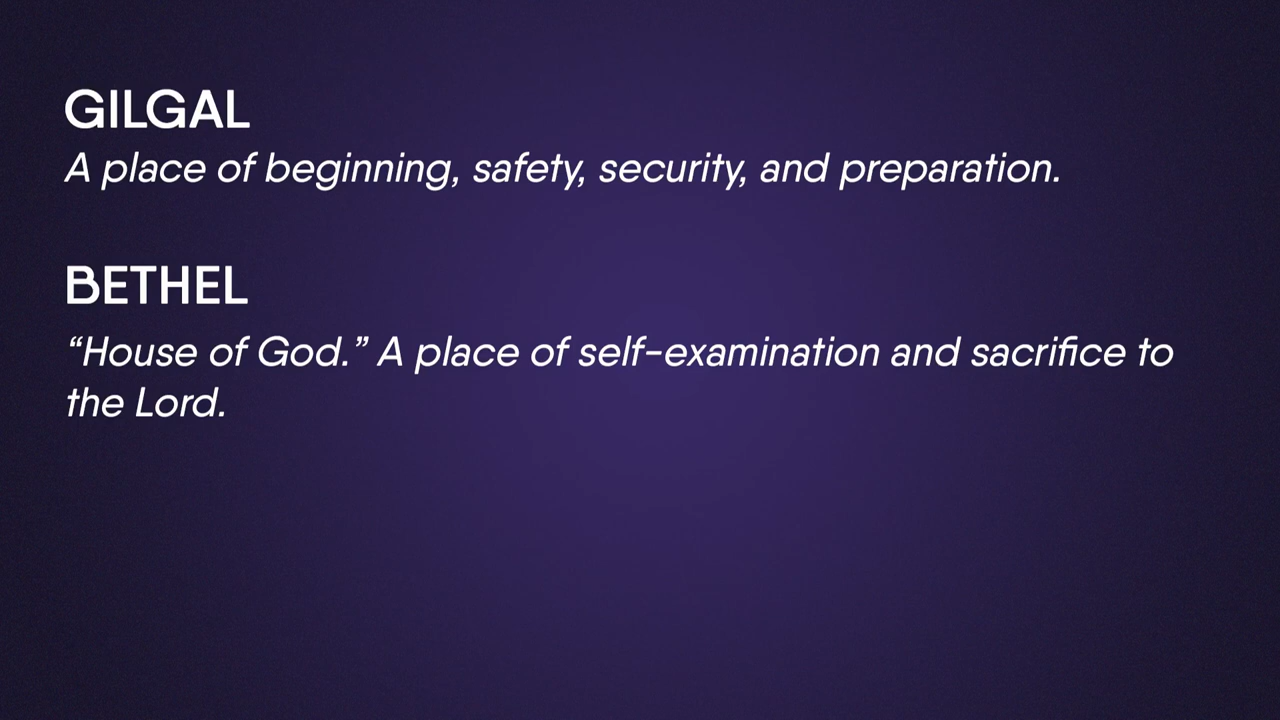 GILGAL
A place of beginning, safety, security, and preparation.
BETHEL
“House of God.” A place of self-examination and sacrifice to
the Lord.